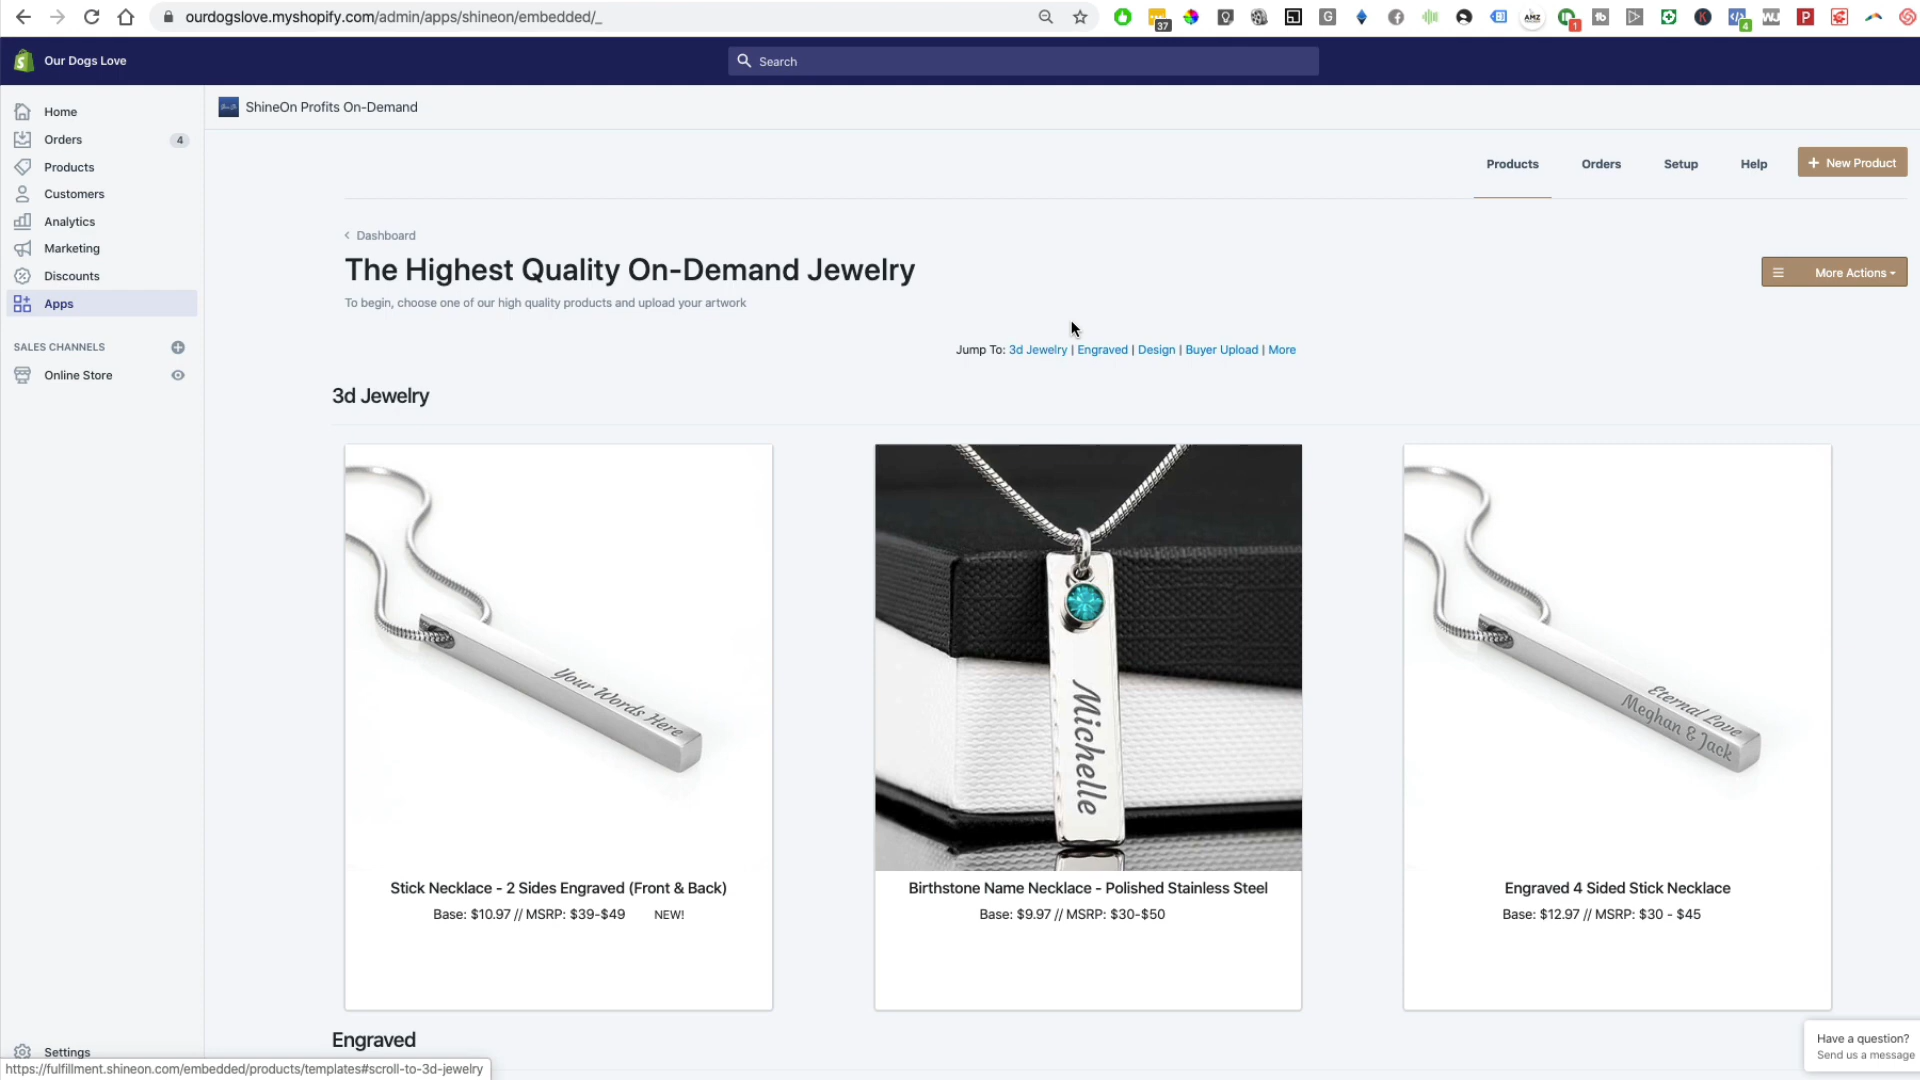 ourdogslove.myshopify.com/admin/apps/shineon/embedded/_
37
1
4
Our Dogs Love
Search
Home
Orders
4
Products
Customers
Analytics
Marketing
Discounts
Apps
SALES CHANNELS
Online Store
Settings
ShineOn Profits On-Demand
Products
Orders
Setup
Help
+ New Product
< Dashboard
The Highest Quality On-Demand Jewelry
More Actions
To begin, choose one of our high quality products and upload your artwork
Jump To: 3d Jewelry | Engraved | Design | Buyer Upload | More
3d Jewelry
Your Words Here
Michelle
Eternal Love
Meghan & Jack
Stick Necklace - 2 Sides Engraved (Front & Back)
Base: $10.97 // MSRP: $39-$49 NEW!
Birthstone Name Necklace - Polished Stainless Steel
Base: $9.97 // MSRP: $30-$50
Engraved 4 Sided Stick Necklace
Base: $12.97 // MSRP: $30 - $45
Engraved
Have a question?
Send us a message
https://fulfillment.shineon.com/embedded/products/templates#scroll-to-3d-jewelry